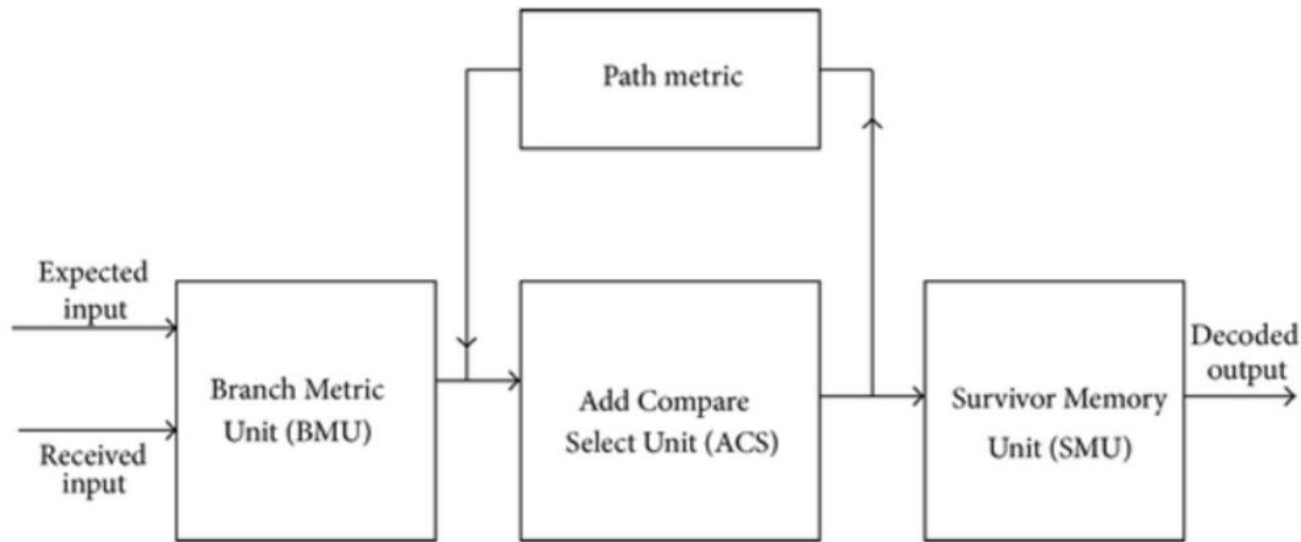 Path metric
Expected
input
Received
input
Branch Metric
Unit (BMU)
Add Compare
Select Unit (ACS)
Survivor Memory
Unit (SMU)
Decoded
output